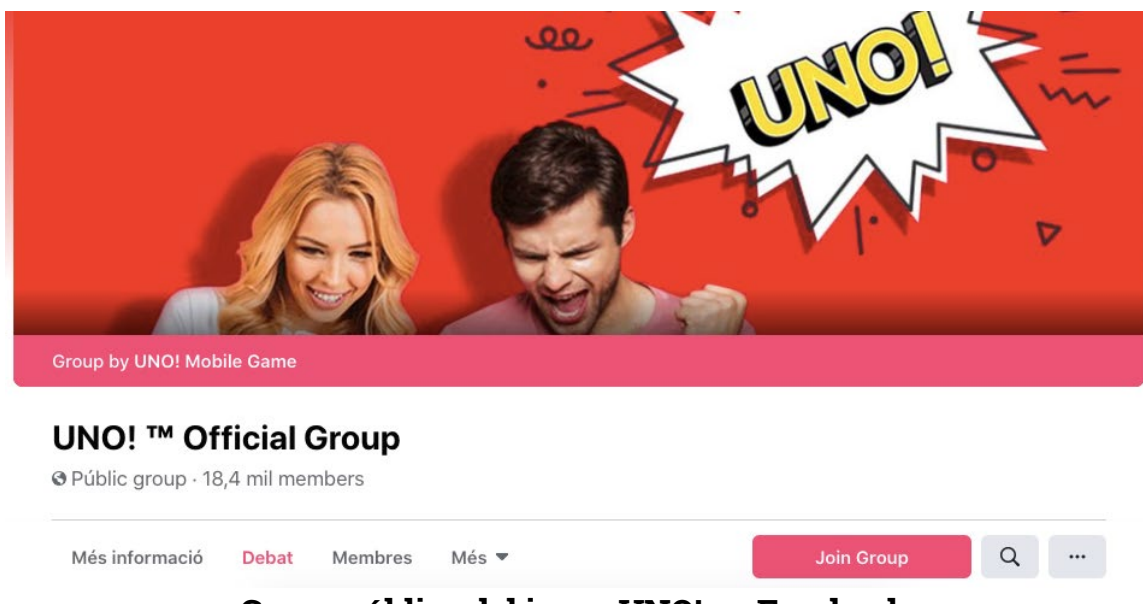 UNO!
Group by UNO! Mobile Game
UNO! ™ Official Group
Públic group · 18,4 mil members
Més informació Debat Membres Més Join Group ...